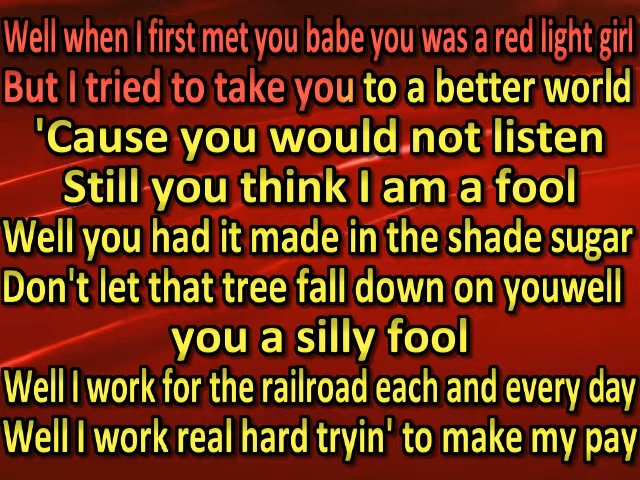 Well when I first met you babe you was a red light girl
But I tried to take you to a better world
'Cause you would not listen
Still you think I am a fool
Well you had it made in the shade sugar
Don't let that tree fall down on youwell
you a silly fool
Well I work for the railroad each and every day
Well I work real hard tryin' to make my pay